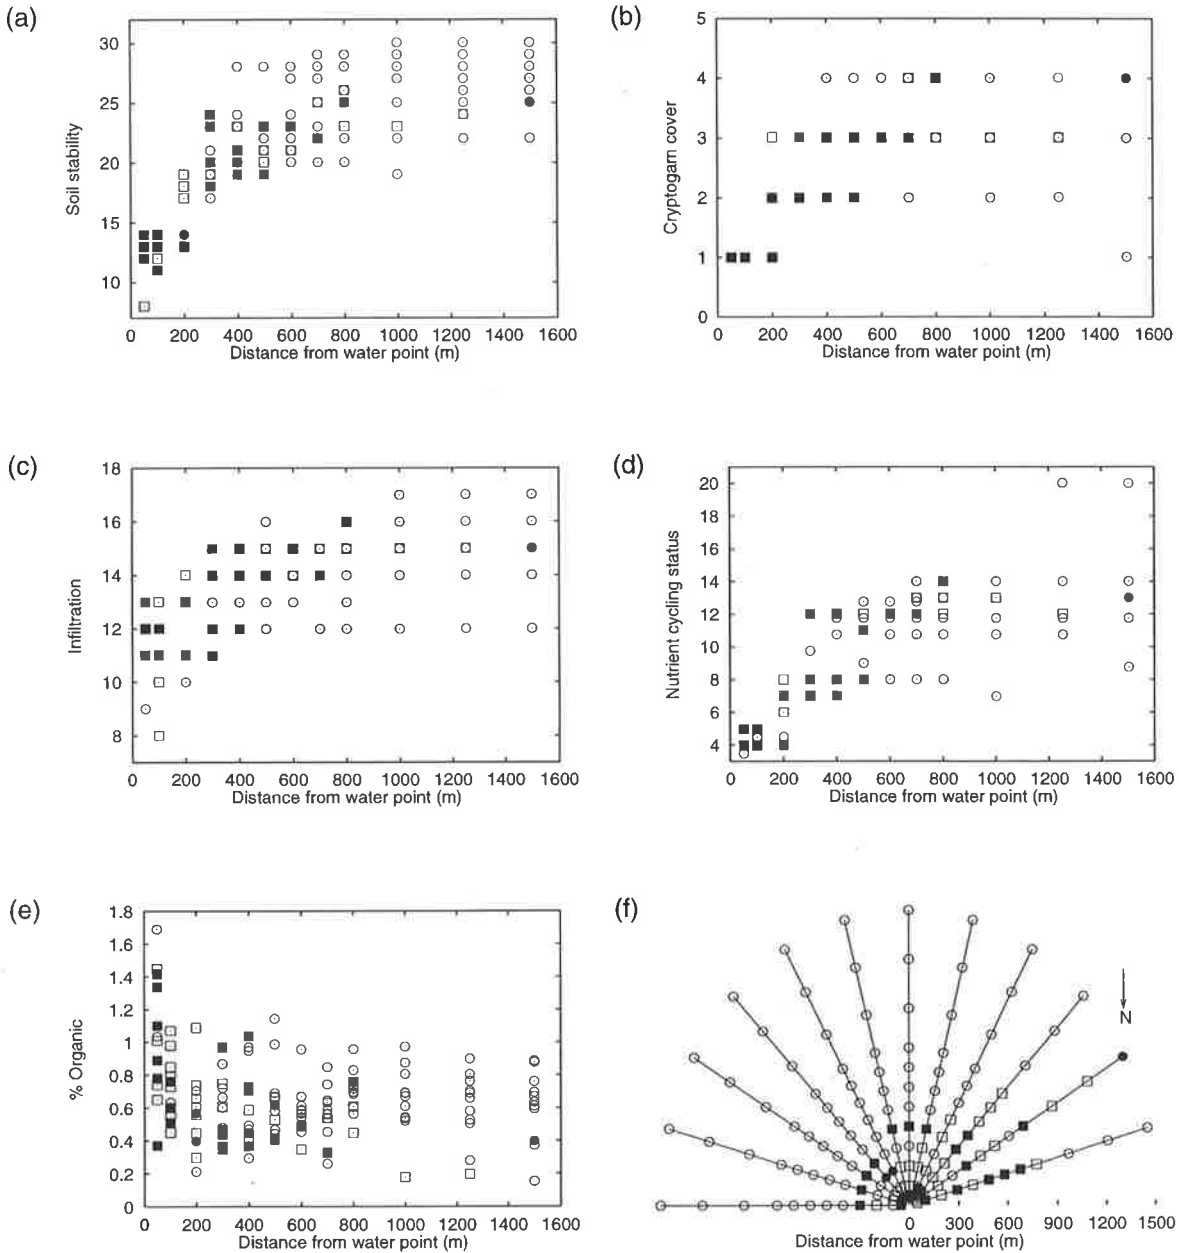 (a)
30
25
20
15
10
Soil stability
0 200 400 600 800 1000 1200 1400 1600
Distance from water point (m)
(b)
5
4
3
2
1
0
Cryptogam cover
0 200 400 600 800 1000 1200 1400 1600
Distance from water point (m)
(c)
18
16
14
12
10
8
Infiltration
0 200 400 600 800 1000 1200 1400 1600
Distance from water point (m)
(d)
20
18
16
14
12
10
8
6
4
Nutrient cycling status
0 200 400 600 800 1000 1200 1400 1600
Distance from water point (m)
(e)
1.8
1.6
1.4
1.2
1
0.8
0.6
0.4
0.2
0
% Organic
0 200 400 600 800 1000 1200 1400 1600
Distance from water point (m)
(f)
N
0 300 600 900 1200 1500
Distance from water point (m)